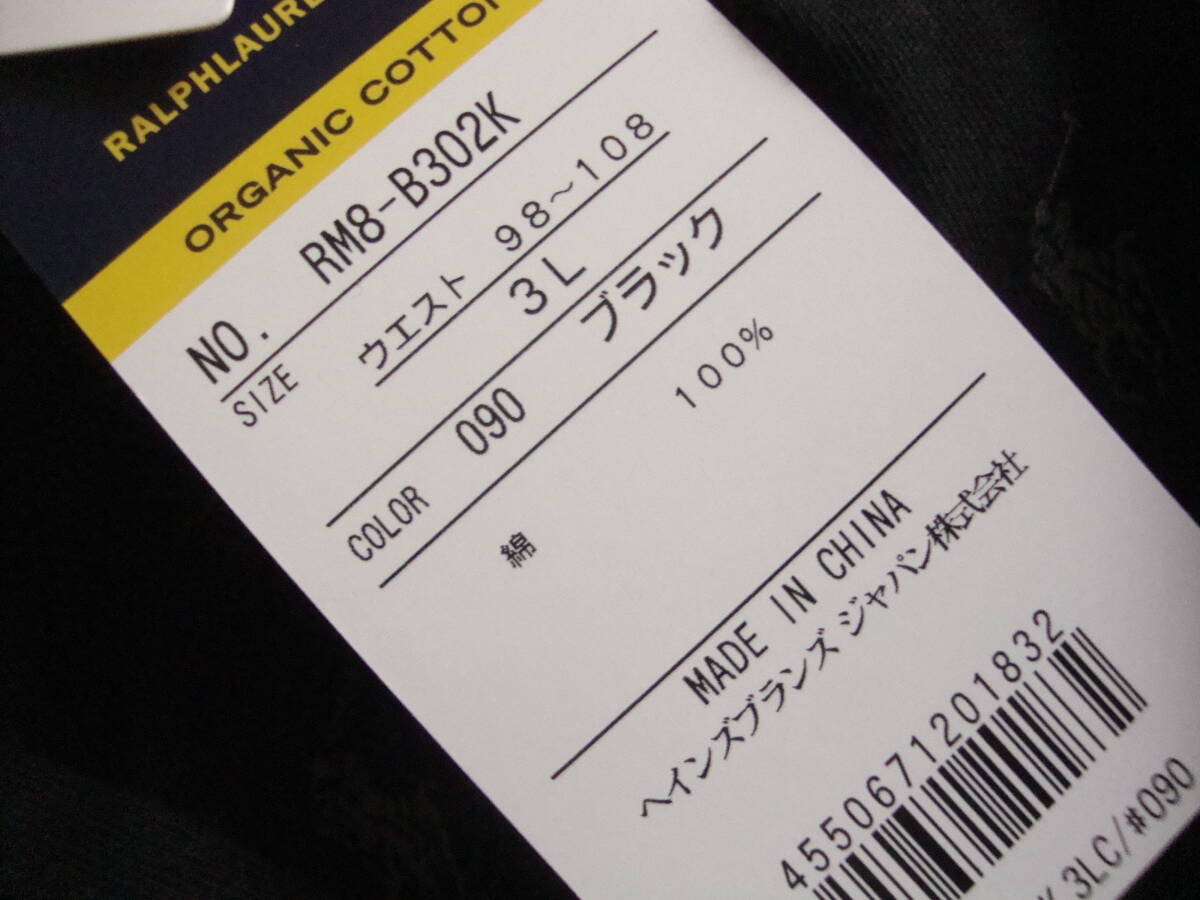 RALPHLAURE
ORGANIC COTTON
NO. RM8-B302K
SIZE ウエスト 98～108
3L
COLOR 090 ブラック
綿 100%
MADE IN CHINA
ヘインズブランズ ジャパン株式会社
4550671201832
K 3LC/#090